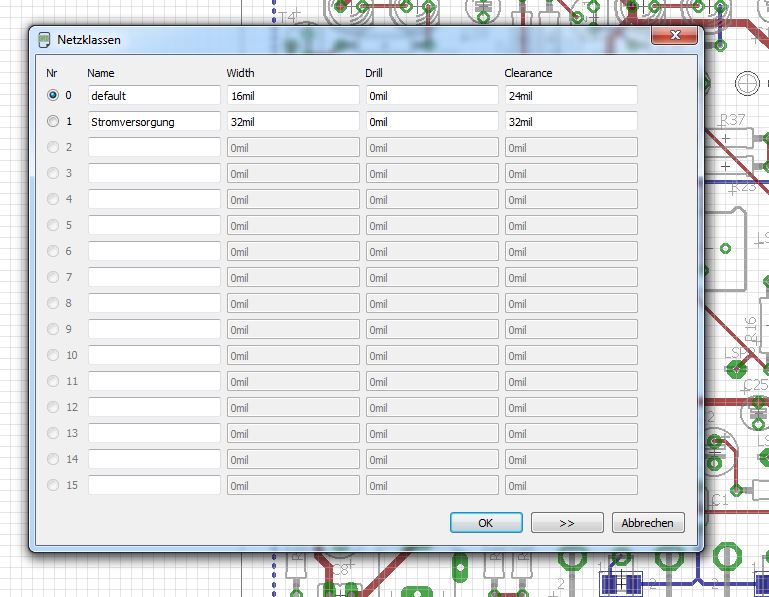 T4
Netzklassen
Nr Name Width Drill Clearance
0 default 16mil 0mil 24mil
1 Stromversorgung 32mil 0mil 32mil
2 0mil 0mil 0mil
3 0mil 0mil 0mil
4 0mil 0mil 0mil
5 0mil 0mil 0mil
6 0mil 0mil 0mil
7 0mil 0mil 0mil
8 0mil 0mil 0mil
9 0mil 0mil 0mil
10 0mil 0mil 0mil
11 0mil 0mil 0mil
12 0mil 0mil 0mil
13 0mil 0mil 0mil
14 0mil 0mil 0mil
15 0mil 0mil 0mil
OK >> Abbrechen
R37
R23
R16
C25
C1
C8
2
2